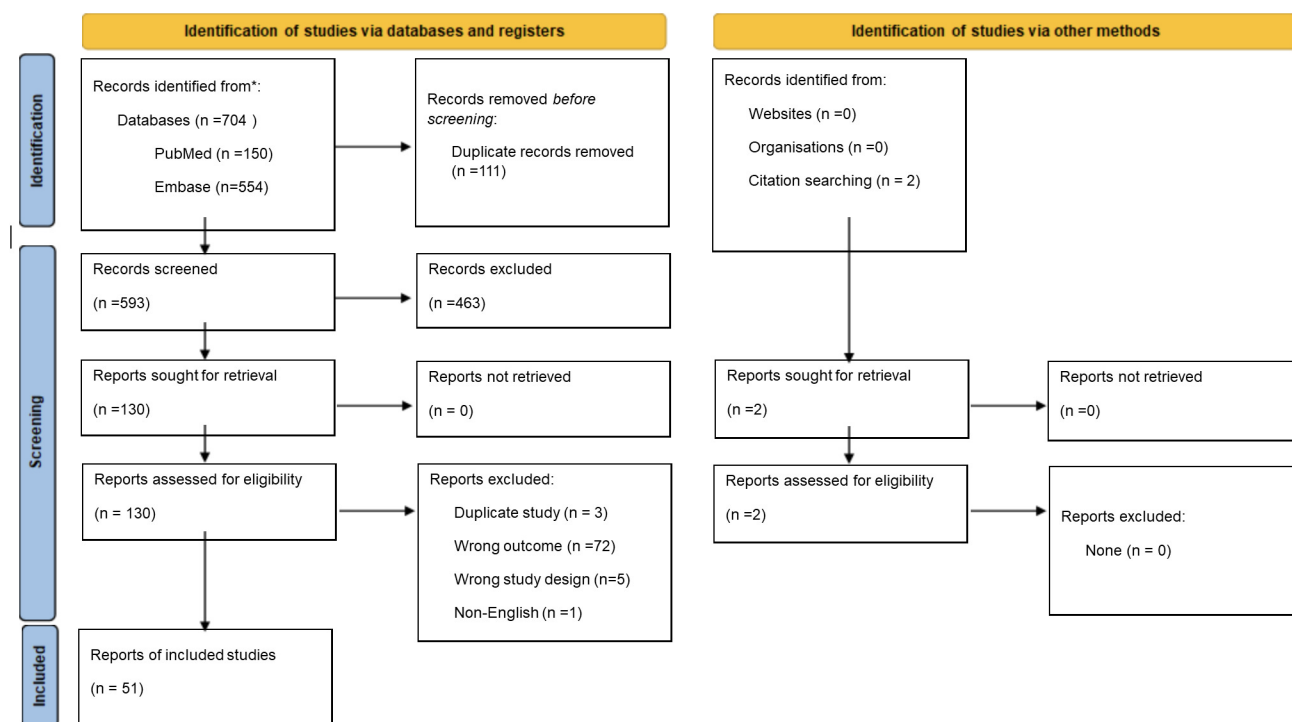 Identification of studies via databases and registers
Identification of studies via other methods
Identification
Records identified from*:
Databases (n =704 )
PubMed (n =150)
Embase (n=554)
Records removed before
screening:
Duplicate records removed
(n =111)
Records identified from:
Websites (n =0)
Organisations (n =0)
Citation searching (n = 2)
Screening
Records screened
(n =593)
Records excluded
(n =463)
Reports sought for retrieval
(n =130)
Reports not retrieved
(n = 0)
Reports sought for retrieval
(n =2)
Reports not retrieved
(n =0)
Reports assessed for eligibility
(n = 130)
Reports excluded:
Duplicate study (n = 3)
Wrong outcome (n =72)
Wrong study design (n=5)
Non-English (n =1)
Reports assessed for eligibility
(n =2)
Reports excluded:
None (n = 0)
Included
Reports of included studies
(n = 51)